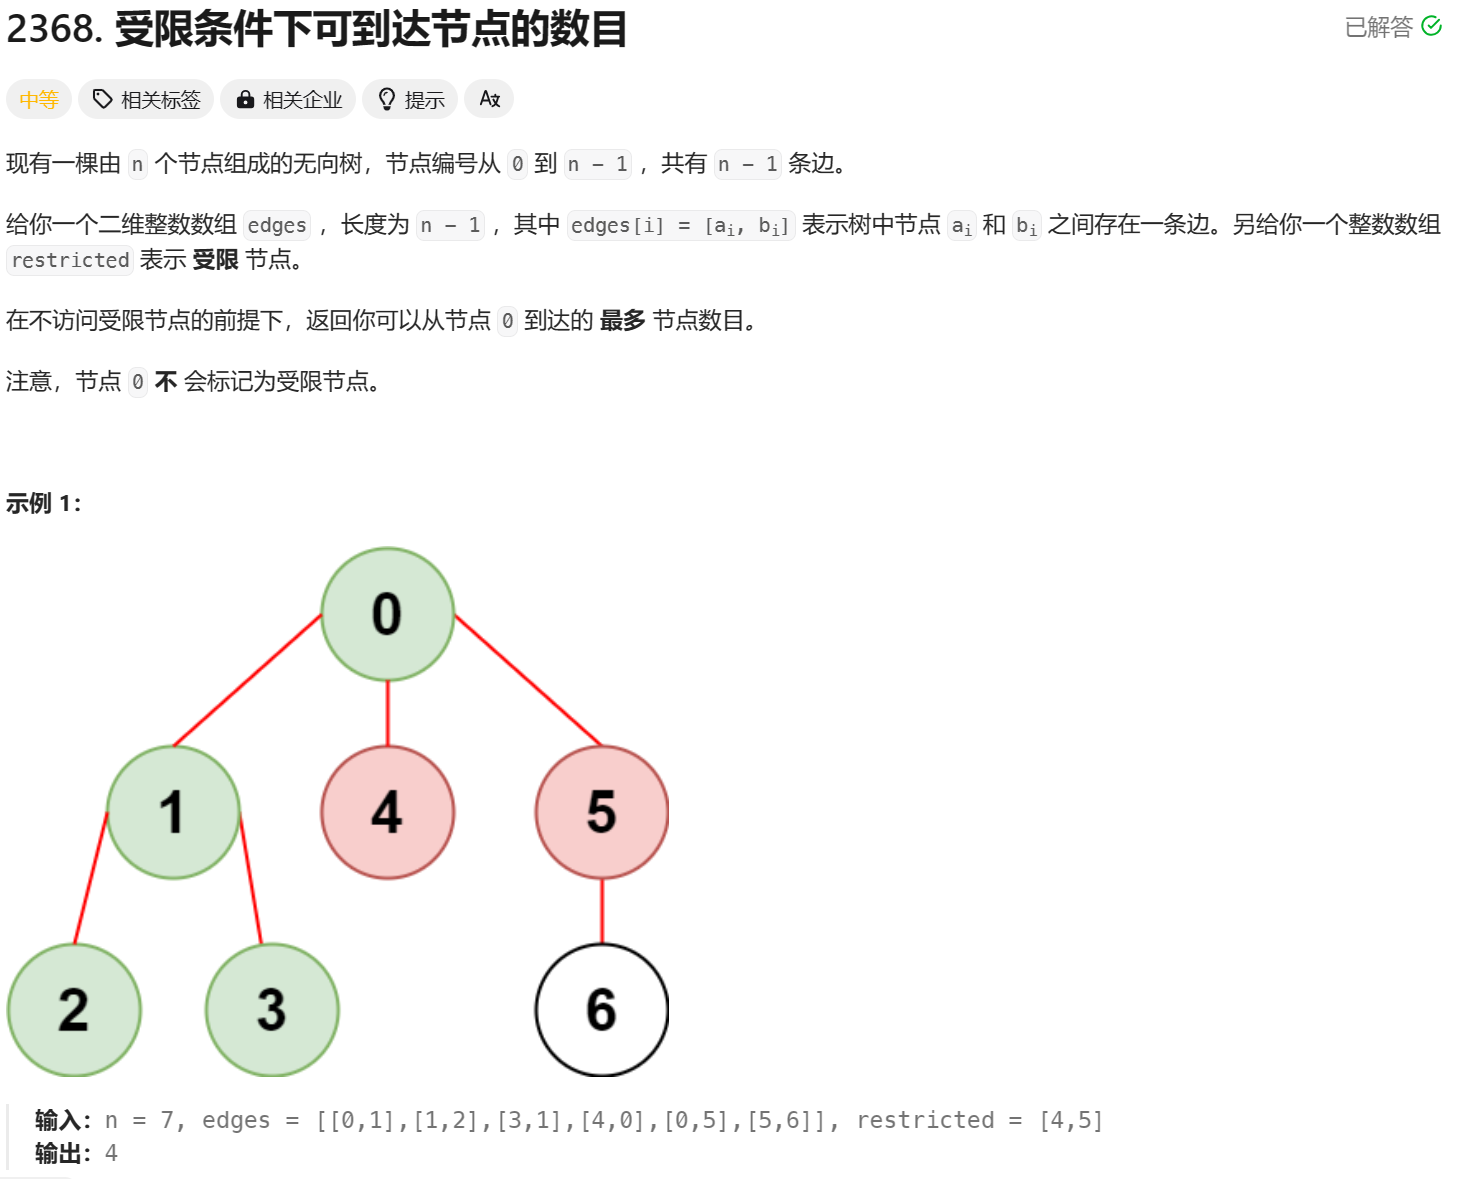 2368. 受限条件下可到达节点的数目
已解答
中等 相关标签 相关企业 提示
现有一棵由 n 个节点组成的无向树，节点编号从 0 到 n - 1 ，共有 n - 1 条边。
给你一个二维整数数组 edges ，长度为 n - 1 ，其中 edges[i] = [ai, bi] 表示树中节点 ai 和 bi 之间存在一条边。另给你一个整数数组
restricted 表示 受限 节点。
在不访问受限节点的前提下，返回你可以从节点 0 到达的 最多 节点数目。
注意，节点 0 不 会标记为受限节点。
示例 1：
0
1 4 5
2 3 6
输入：n = 7, edges = [[0,1],[1,2],[3,1],[4,0],[0,5],[5,6]], restricted = [4,5]
输出：4